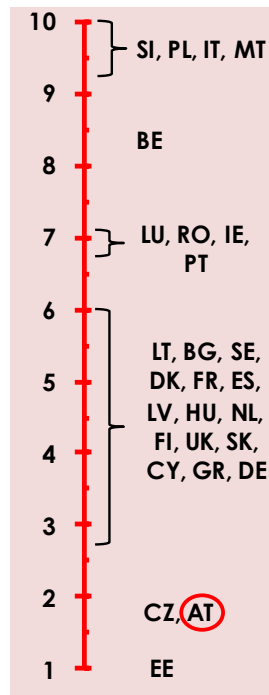 10
SI, PL, IT, MT
9
BE
8
7
LU, RO, IE,
PT
6
LT, BG, SE,
5
DK, FR, ES,
LV, HU, NL,
4
FI, UK, SK,
CY, GR, DE
3
2
CZ, AT
1
EE